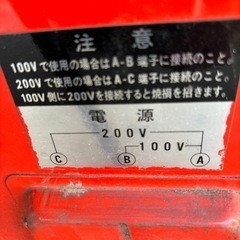 注意
100Vで使用の場合はA-B端子に接続のこと。
200Vで使用の場合はA-C端子に接続のこと。
100V側に200Vを接続すると焼損を招きます。
電源
200V
100V
C B A